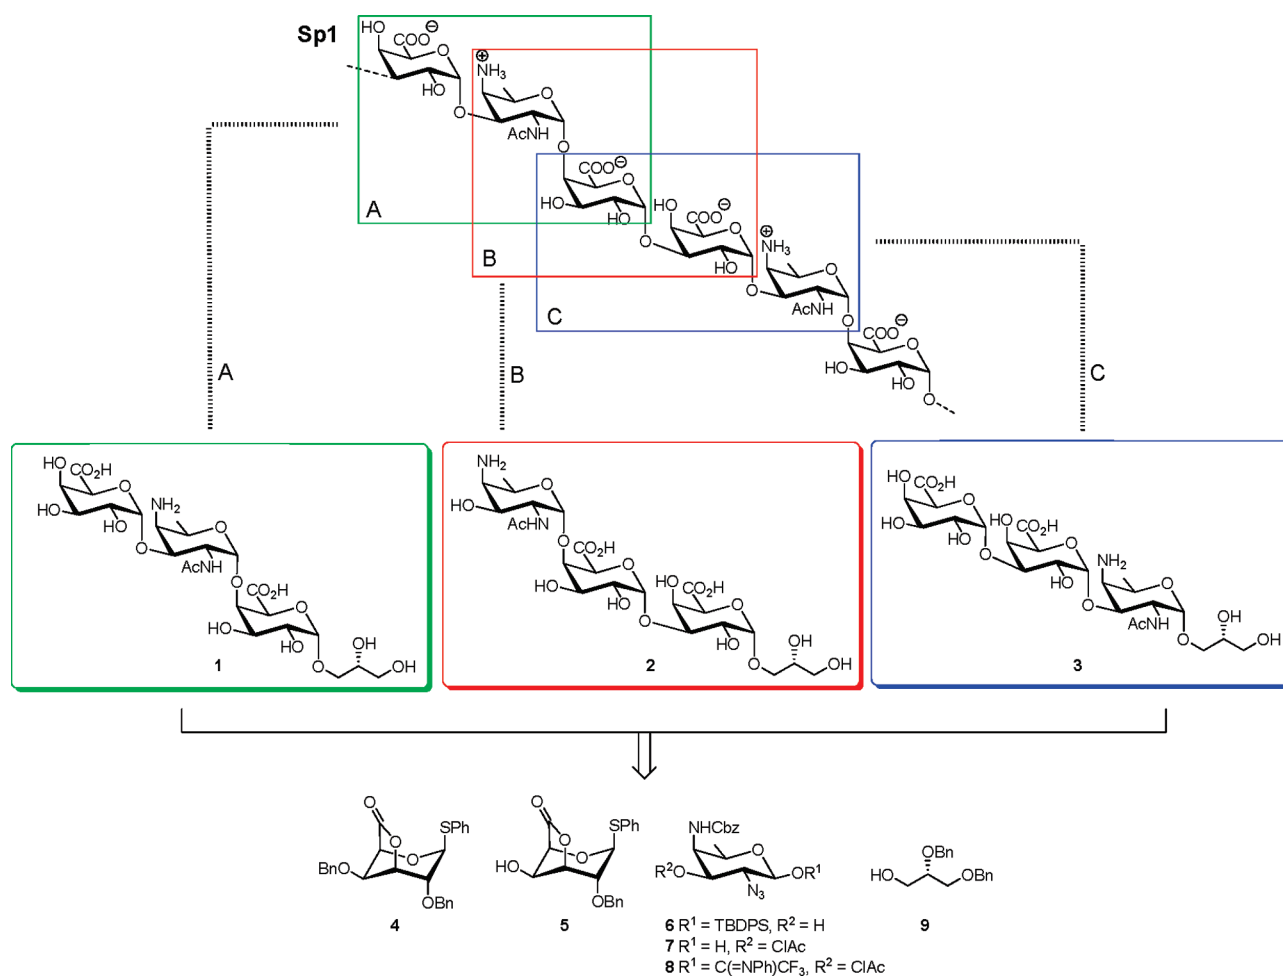 Sp1
HO
COO⊖
O
HO
O
⊕
NH3
O
AcNH
O
A
COO⊖
O
HO
HO
O
B
HO
COO⊖
O
HO
O
⊕
NH3
O
AcNH
O
C
COO⊖
O
HO
HO
O
A
B
C
HO
CO2H
O
HO
HO
O
NH2
O
AcNH
O
CO2H
O
HO
HO
O
OH
OH
1
NH2
O
HO
AcHN
O
CO2H
O
HO
HO
O
HO
CO2H
O
HO
O
OH
OH
2
HO
CO2H
O
HO
HO
O
HO
CO2H
O
HO
O
NH2
O
AcNH
O
OH
OH
3
O
SPh
O
O
BnO
OBn
4
O
SPh
O
O
HO
OBn
5
NHCbz
O
R2O
OR1
N3
6 R1 = TBDPS, R2 = H
7 R1 = H, R2 = ClAc
8 R1 = C(=NPh)CF3, R2 = ClAc
OBn
HO
OBn
9